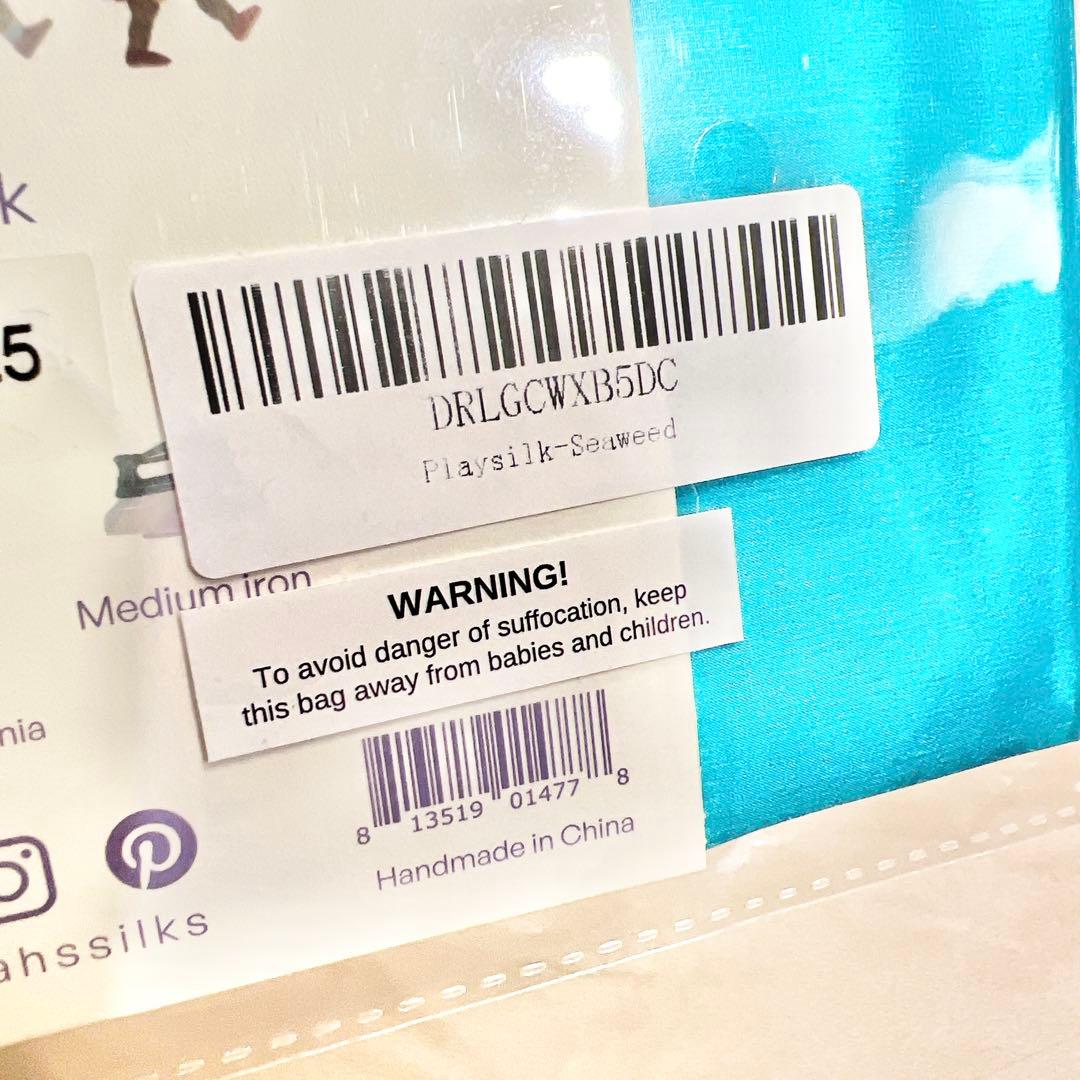 k
.5
DRLGCWXB5DC
Playsilk-Seaweed
Medium iron
WARNING!
To avoid danger of suffocation, keep
this bag away from babies and children.
nia
8 13519 01477 8
Handmade in China
ahssilks